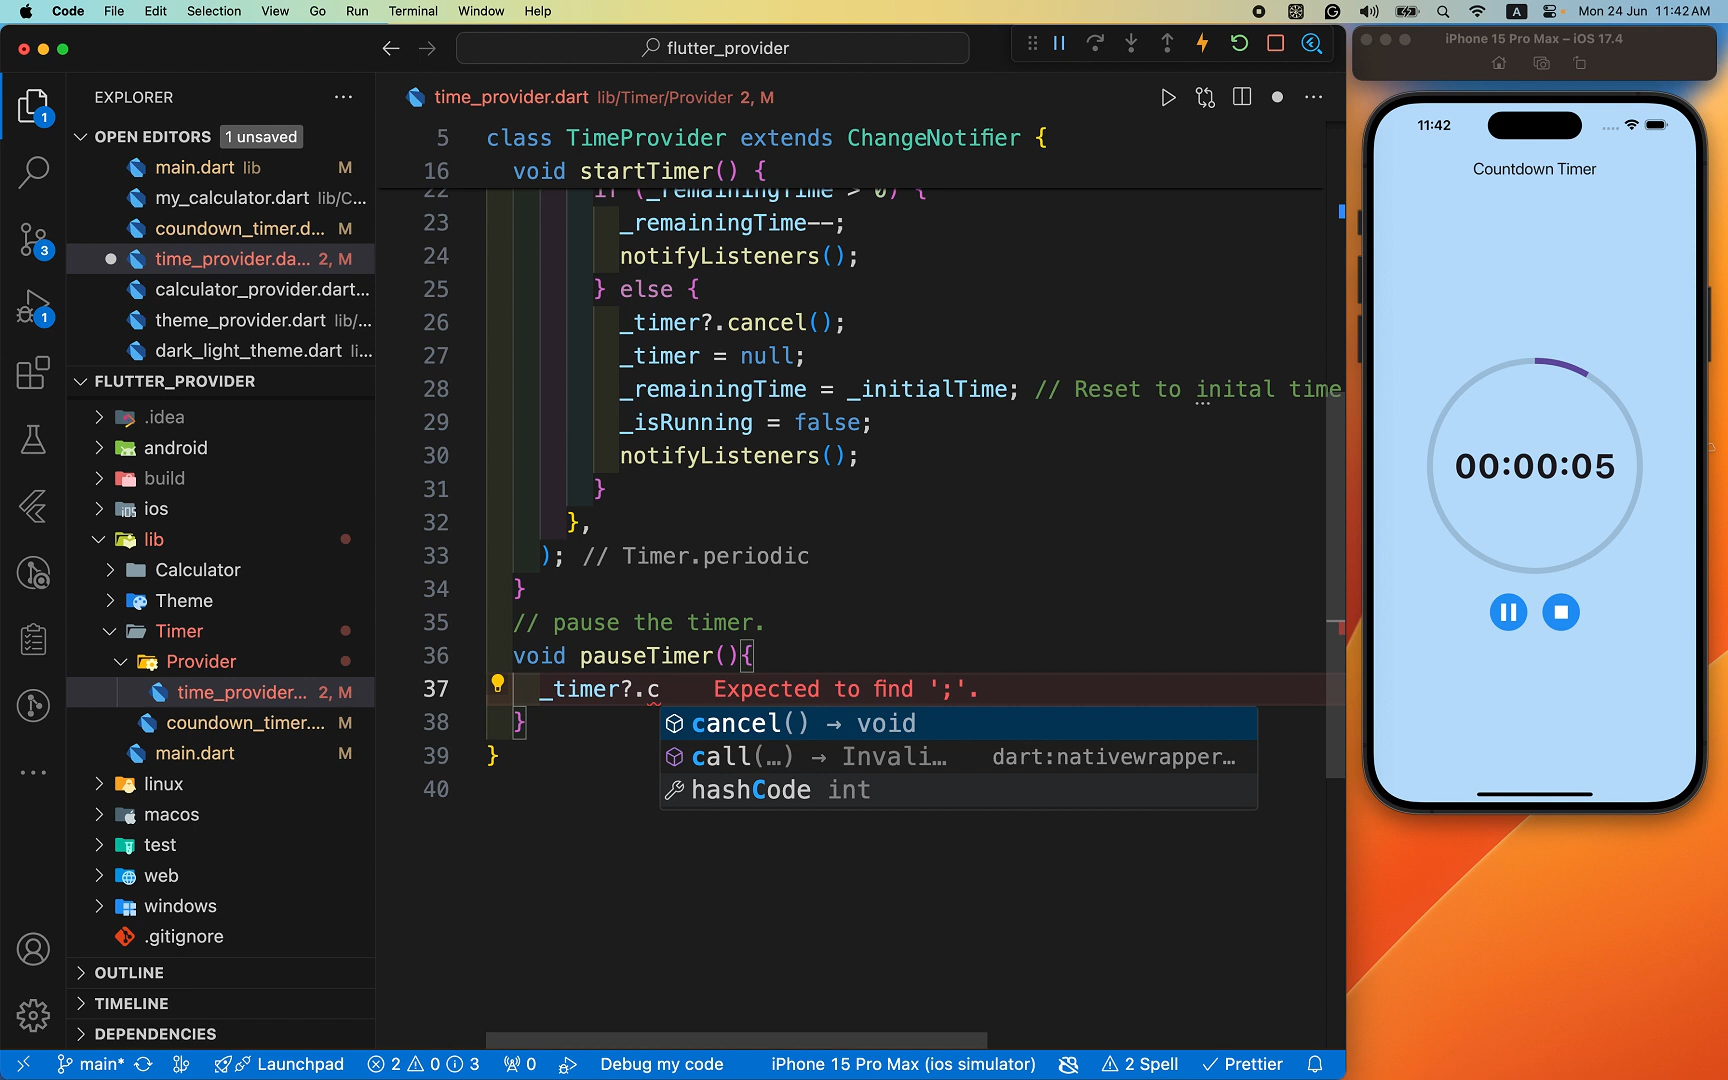 Code File Edit Selection View Go Run Terminal Window Help
A Mon 24 Jun 11:42 AM
flutter_provider
iPhone 15 Pro Max – iOS 17.4
EXPLORER
OPEN EDITORS 1 unsaved
main.dart lib M
my_calculator.dart lib/C...
coundown_timer.d... M
time_provider.da... 2, M
calculator_provider.dart...
theme_provider.dart lib/...
dark_light_theme.dart li...
FLUTTER_PROVIDER
.idea
android
build
ios
lib
Calculator
Theme
Timer
Provider
time_provider... 2, M
coundown_timer.... M
main.dart M
linux
macos
test
web
windows
.gitignore
OUTLINE
TIMELINE
DEPENDENCIES
1
3
1
time_provider.dart lib/Timer/Provider 2, M
5 class TimeProvider extends ChangeNotifier {
16 void startTimer() {
22 if (_remainingTime > 0) {
23 _remainingTime--;
24 notifyListeners();
25 } else {
26 _timer?.cancel();
27 _timer = null;
28 _remainingTime = _initialTime; // Reset to inital time
29 _isRunning = false;
30 notifyListeners();
31 }
32 },
33 ); // Timer.periodic
34 }
35 // pause the timer.
36 void pauseTimer(){
37 _timer?.c Expected to find ';'.
38 }
39 }
40
cancel() → void
call(…) → Invali… dart:nativewrapper…
hashCode int
11:42
Countdown Timer
00:00:05
main* Launchpad 2 0 3 0 Debug my code iPhone 15 Pro Max (ios simulator) 2 Spell Prettier